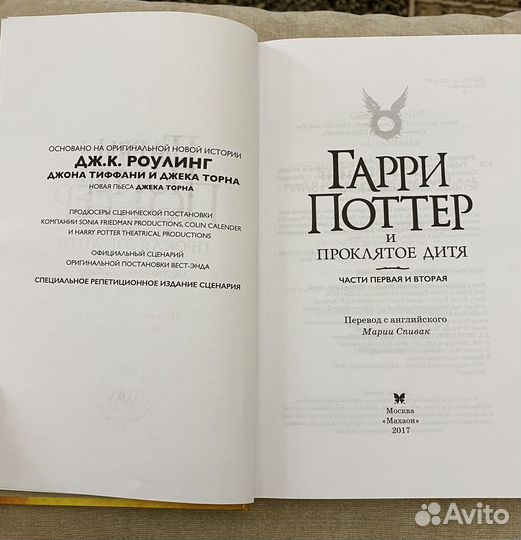 ОСНОВАНО НА ОРИГИНАЛЬНОЙ НОВОЙ ИСТОРИИ
ДЖ.К. РОУЛИНГ
ДЖОНА ТИФФАНИ И ДЖЕКА ТОРНА
НОВАЯ ПЬЕСА ДЖЕКА ТОРНА
ПРОДЮСЕРЫ СЦЕНИЧЕСКОЙ ПОСТАНОВКИ
КОМПАНИИ SONIA FRIEDMAN PRODUCTIONS, COLIN CALENDER
И HARRY POTTER THEATRICAL PRODUCTIONS
ОФИЦИАЛЬНЫЙ СЦЕНАРИЙ
ОРИГИНАЛЬНОЙ ПОСТАНОВКИ ВЕСТ-ЭНДА
СПЕЦИАЛЬНОЕ РЕПЕТИЦИОННОЕ ИЗДАНИЕ СЦЕНАРИЯ
ГАРРИ
ПОТТЕР
И
ПРОКЛЯТОЕ ДИТЯ
ЧАСТИ ПЕРВАЯ И ВТОРАЯ
Перевод с английского
Марии Спивак
Москва
«Махаон»
2017
Avito